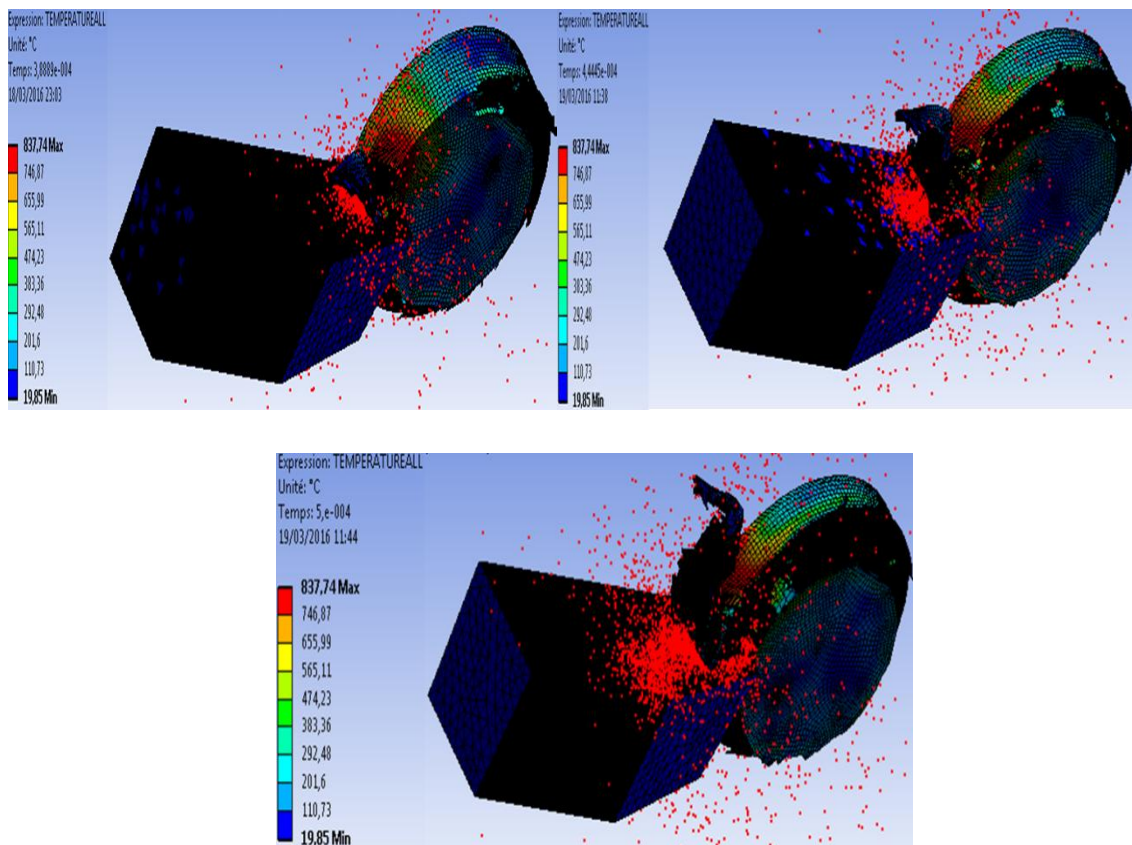 Expression: TEMPERATUREALL
Unité: °C
Temps: 3,8889e-004
18/03/2016 23:03
837,74 Max
746,87
655,99
565,11
474,23
383,36
292,48
201,6
110,73
19,85 Min
Expression: TEMPERATUREALL
Unité: °C
Temps: 4,4445e-004
19/03/2016 11:38
837,74 Max
746,87
655,99
565,11
474,23
383,36
292,48
201,6
110,73
19,85 Min
Expression: TEMPERATUREALL
Unité: °C
Temps: 5,e-004
19/03/2016 11:44
837,74 Max
746,87
655,99
565,11
474,23
383,36
292,48
201,6
110,73
19,85 Min